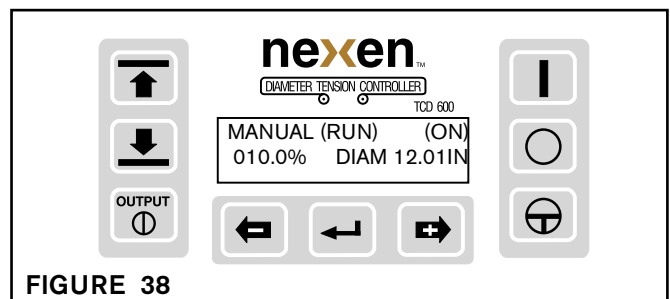 nexen™
DIAMETER TENSION CONTROLLER
TCD 600
MANUAL (RUN) (ON)
010.0% DIAM 12.01IN
OUTPUT
FIGURE 38